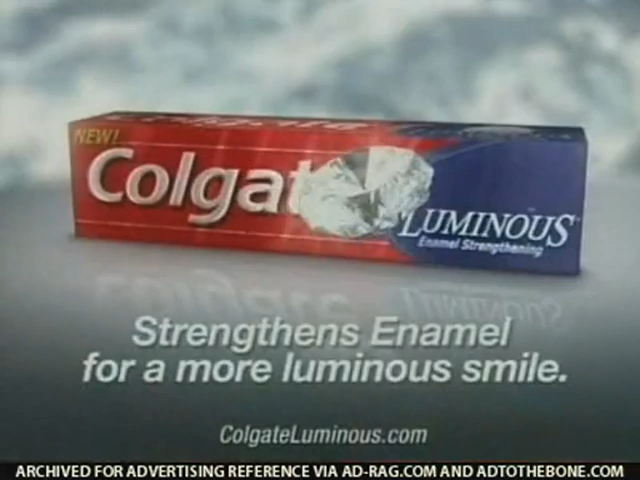 NEW!
Colgate
LUMINOUS
Enamel Strengthening
Strengthens Enamel
for a more luminous smile.
ColgateLuminous.com
ARCHIVED FOR ADVERTISING REFERENCE VIA AD-RAG.COM AND ADTOTHEBONE.COM